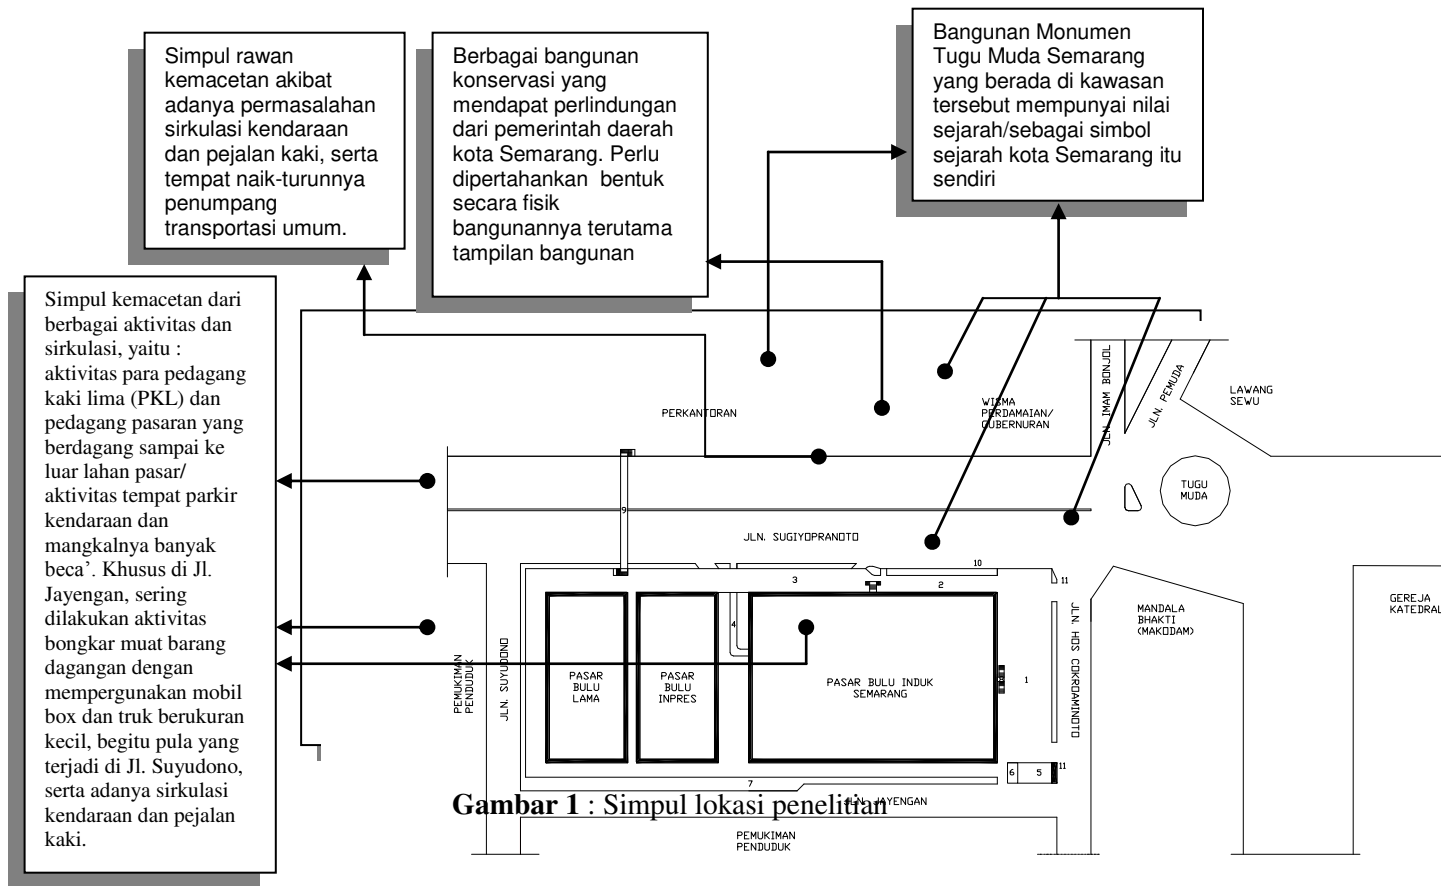 Simpul rawan
kemacetan akibat
adanya permasalahan
sirkulasi kendaraan
dan pejalan kaki, serta
tempat naik-turunnya
penumpang
transportasi umum.
Berbagai bangunan
konservasi yang
mendapat perlindungan
dari pemerintah daerah
kota Semarang. Perlu
dipertahankan bentuk
secara fisik
bangunannya terutama
tampilan bangunan
Bangunan Monumen
Tugu Muda Semarang
yang berada di kawasan
tersebut mempunyai nilai
sejarah/sebagai simbol
sejarah kota Semarang itu
sendiri
Simpul kemacetan dari
berbagai aktivitas dan
sirkulasi, yaitu :
aktivitas para pedagang
kaki lima (PKL) dan
pedagang pasaran yang
berdagang sampai ke
luar lahan pasar/
aktivitas tempat parkir
kendaraan dan
mangkalnya banyak
beca’. Khusus di Jl.
Jayengan, sering
dilakukan aktivitas
bongkar muat barang
dagangan dengan
mempergunakan mobil
box dan truk berukuran
kecil, begitu pula yang
terjadi di Jl. Suyudono,
serta adanya sirkulasi
kendaraan dan pejalan
kaki.
PERKANTORAN
WISMA
PERDAMAIAN/
GUBERNURAN
JLN. IMAM BONJOL
JLN. PEMUDA
LAWANG
SEWU
TUGU
MUDA
9
JLN. SUGIYOPRANOTO
10
3
2
11
4
PEMUKIMAN
PENDUDUK
JLN. SUYUDONO
PASAR
BULU
LAMA
PASAR
BULU
INPRES
PASAR BULU INDUK
SEMARANG
1
JLN. HOS COKROAMINOTO
MANDALA
BHAKTI
(MAKODAM)
GEREJA
KATEDRAL
6
5
11
7
JLN. JAYENGAN
Gambar 1 : Simpul lokasi penelitian
PEMUKIMAN
PENDUDUK